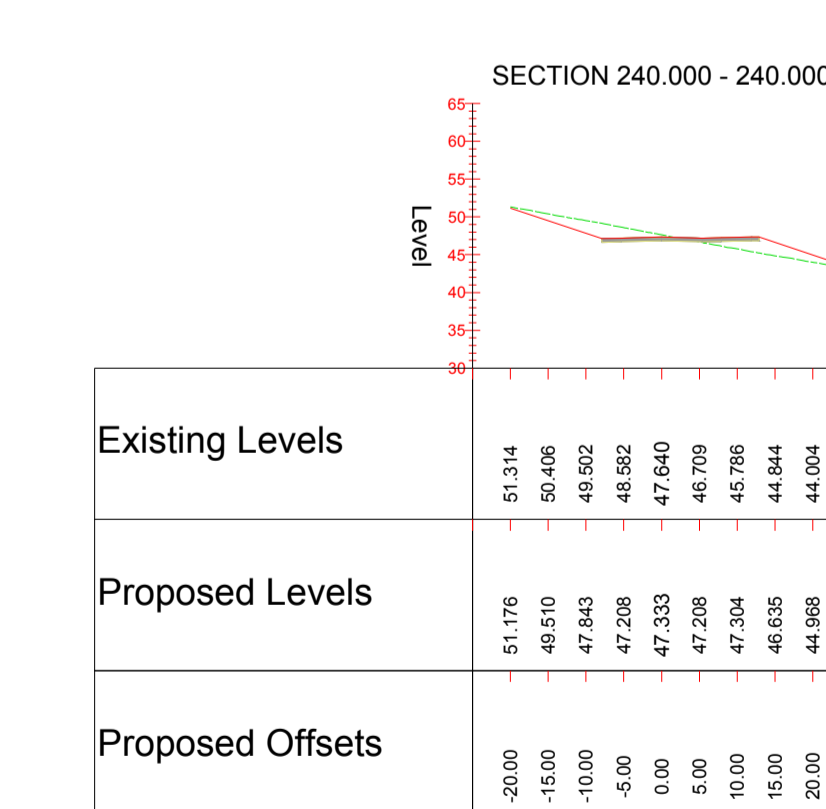 SECTION 240.000 - 240.000
65
60
55
50
45
40
35
30
Level
Existing Levels
51.314 50.406 49.502 48.582 47.640 46.709 45.786 44.844 44.004
Proposed Levels
51.176 49.510 47.843 47.208 47.333 47.208 47.304 46.635 44.968
Proposed Offsets
-20.00 -15.00 -10.00 -5.00 0.00 5.00 10.00 15.00 20.00